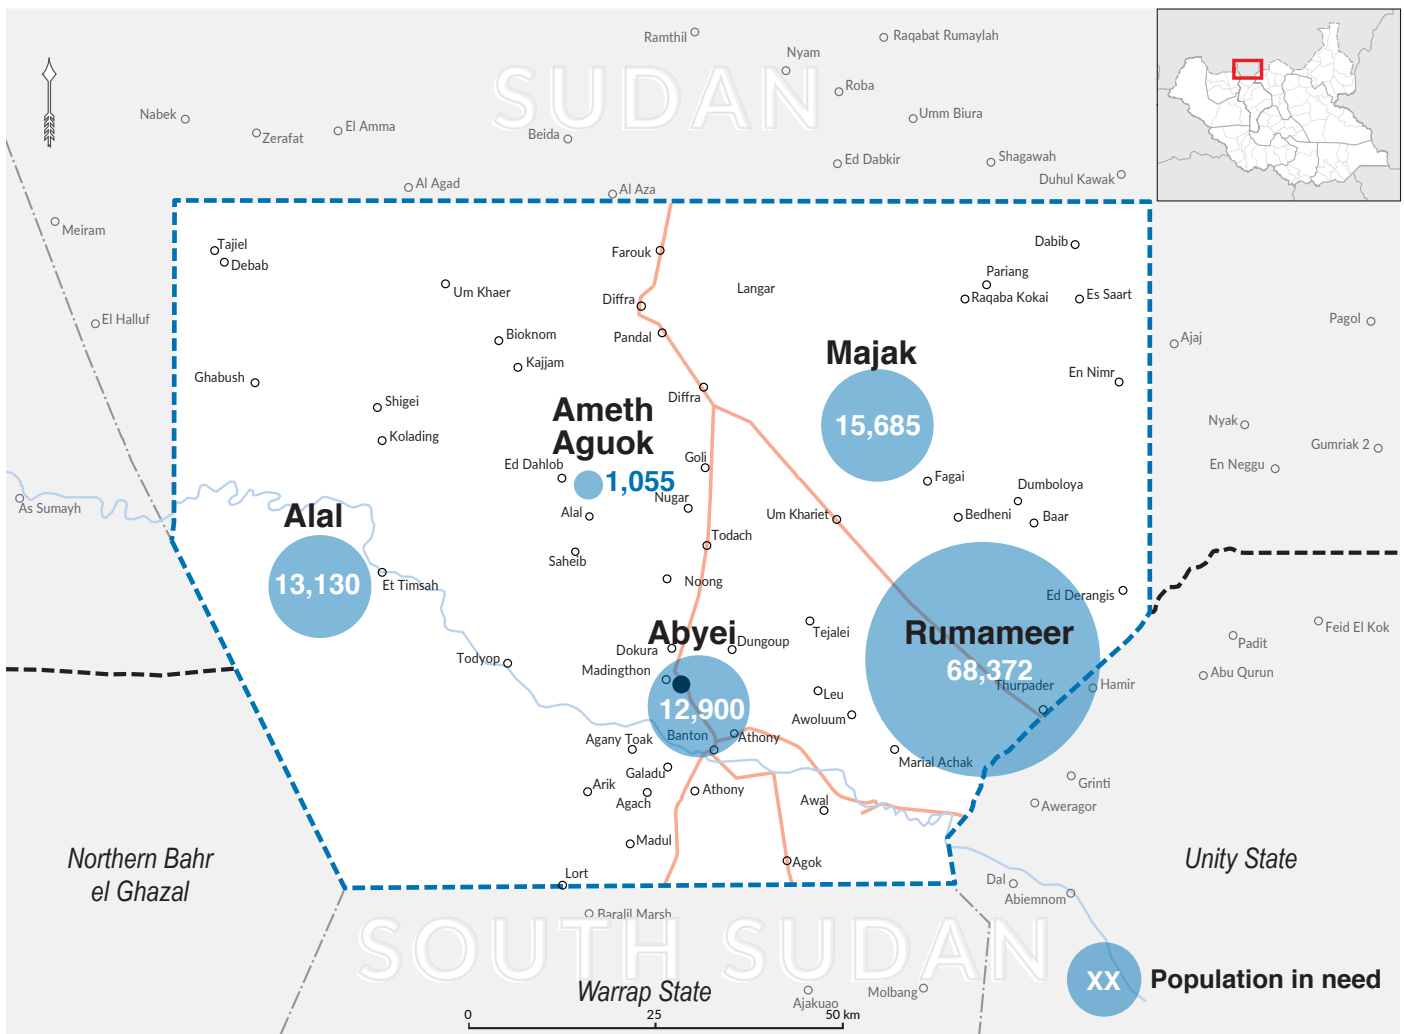 Ramthil
Raqabat Rumaylah
Nyam
SUDAN
Roba
Nabek
Umm Biura
El Amma
Zerafat
Beida
Ed Dabkir
Shagawah
Duhul Kawak
Al Agad
Al Aza
Meiram
Tajiel
Debab
Farouk
Dabib
Pariang
Um Khaer
Langar
Diffra
Raqaba Kokai
Es Saart
El Halluf
Pandal
Bioknom
Pagol
Ajaj
Majak
Kajjam
Ghabush
En Nimr
Diffra
Shigei
Ameth
Aguok
15,685
Kolading
Nyak
Gumriak 2
Goli
Ed Dahlob
En Neggu
1,055
Fagai
Dumboloya
Nugar
As Sumayh
Alal
Alal
Um Khariet
Bedheni
Baar
Todach
Saheib
13,130
Et Timsah
Noong
Ed Derangis
Abyei
Tejalei
Rumameer
Feid El Kok
Dokura
Dungoup
Padit
Todyop
Madingthon
68,372
Abu Qurun
Thurpader
Hamir
Leu
12,900
Awoluum
Agany Toak
Banton
Athony
Marial Achak
Galadu
Grinti
Arik
Agach
Athony
Awal
Aweragor
Madul
Northern Bahr
el Ghazal
Agok
Unity State
Lort
Dal
Abiemnom
Baralil Marsh
SOUTH SUDAN
XX
Population in need
Warrap State
Molbang
Ajakuao
0
25
50 km